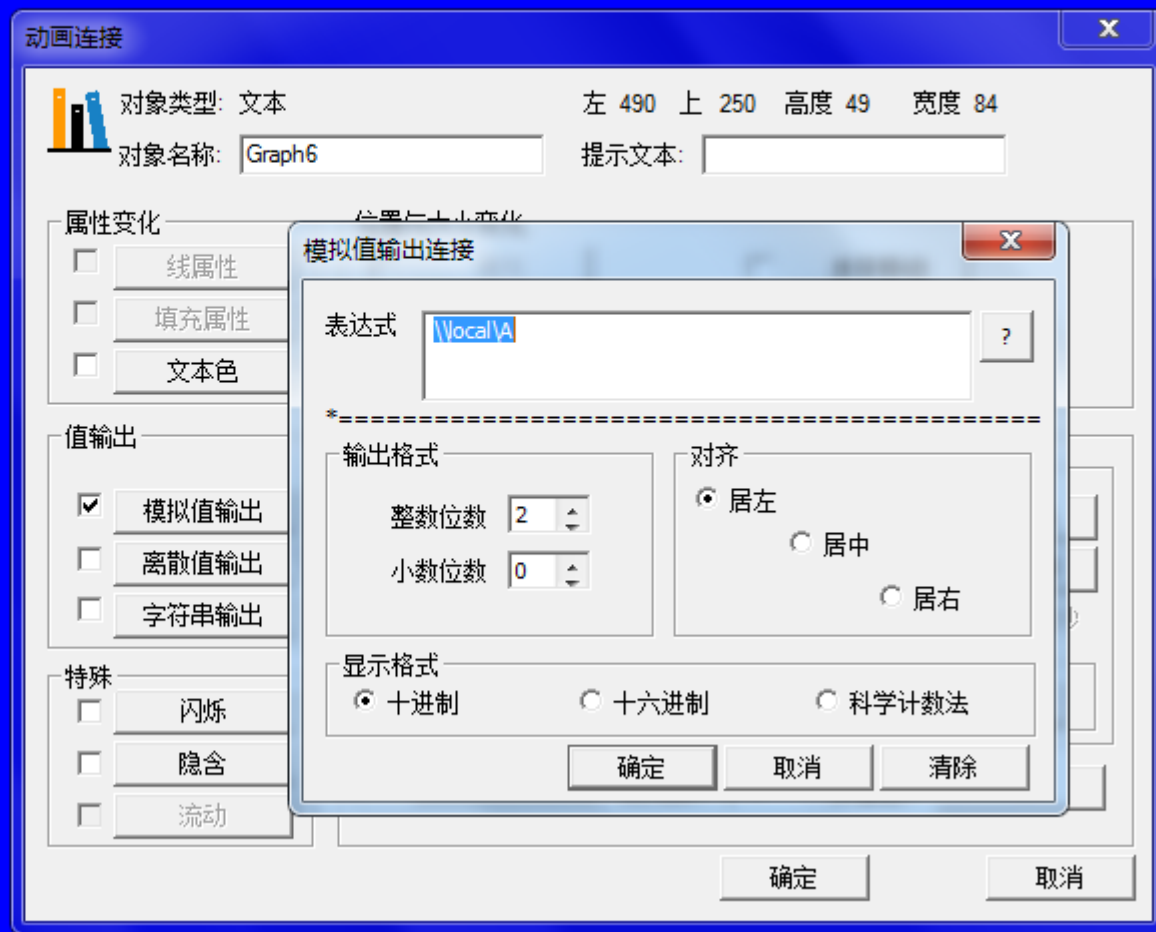 动画连接
对象类型: 文本 左 490 上 250 高度 49 宽度 84
对象名称: Graph6 提示文本:
属性变化
线属性
填充属性
文本色
值输出
模拟值输出
离散值输出
字符串输出
特殊
闪烁
隐含
流动
模拟值输出连接
表达式 \\local\A ?
*=============================================
输出格式 对齐
整数位数 2 居左
小数位数 0 居中
居右
显示格式
十进制 十六进制 科学计数法
确定 取消 清除
确定 取消